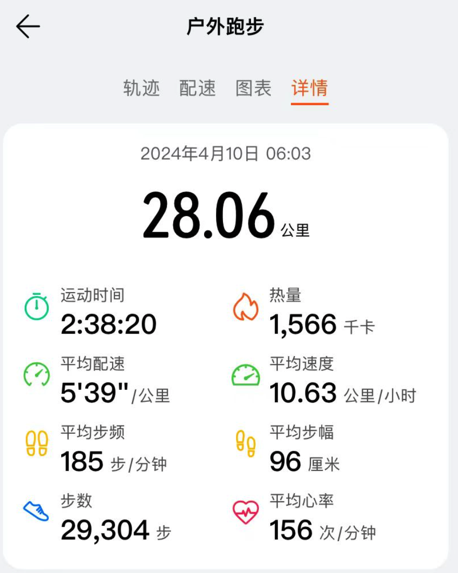 户外跑步
轨迹 配速 图表 详情
2024年4月10日 06:03
28.06 公里
运动时间 热量
2:38:20 1,566 千卡
平均配速 平均速度
5'39"/公里 10.63 公里/小时
平均步频 平均步幅
185 步/分钟 96 厘米
步数 平均心率
29,304 步 156 次/分钟